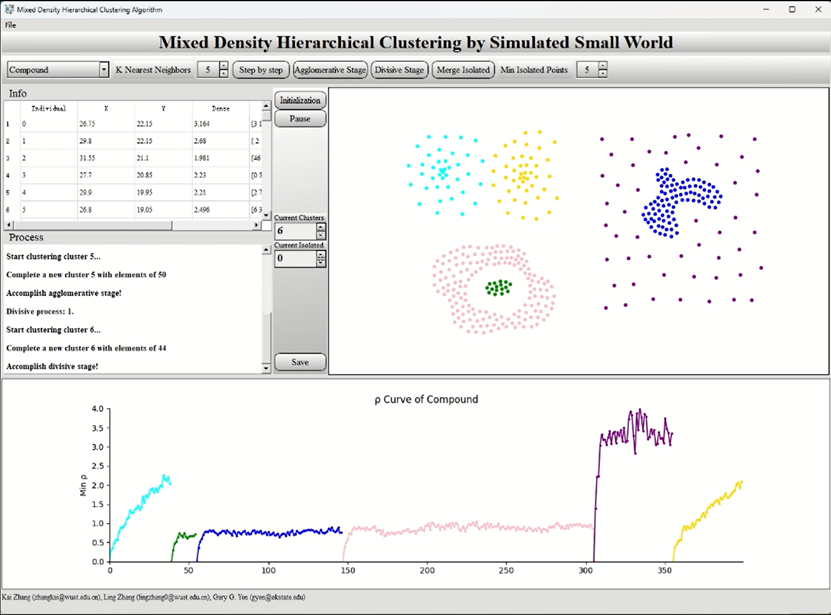 Mixed Density Hierarchical Clustering Algorithm
File
Mixed Density Hierarchical Clustering by Simulated Small World
Compound K Nearest Neighbors 5 Step by step Agglomerative Stage Divisive Stage Merge Isolated Min Isolated Points 5
Info
Individual X Y Dense
1 0 26.75 22.15 3.164 [3 1
2 1 29.8 22.15 2.68 [ 2
3 2 31.55 21.1 1.981 [46
4 3 27.7 20.85 2.23 [0 5
5 4 29.9 19.95 2.21 [2 7
6 5 26.8 19.05 2.496 [6 3
Initialization
Pause
Current Clusters
6
Current Isolated
0
Save
Process
Start clustering cluster 5...
Complete a new cluster 5 with elements of 50
Accomplish agglomerative stage!
Divisive process: 1.
Start clustering cluster 6...
Complete a new cluster 6 with elements of 44
Accomplish divisive stage!
ρ Curve of Compound
Min ρ
4.0
3.5
3.0
2.5
2.0
1.5
1.0
0.5
0.0
0 50 100 150 200 250 300 350
Kai Zhang (zhangkai@wust.edu.cn), Ling Zhang (lingzhang0@wust.edu.cn), Gary G. Yen (gyen@okstate.edu)